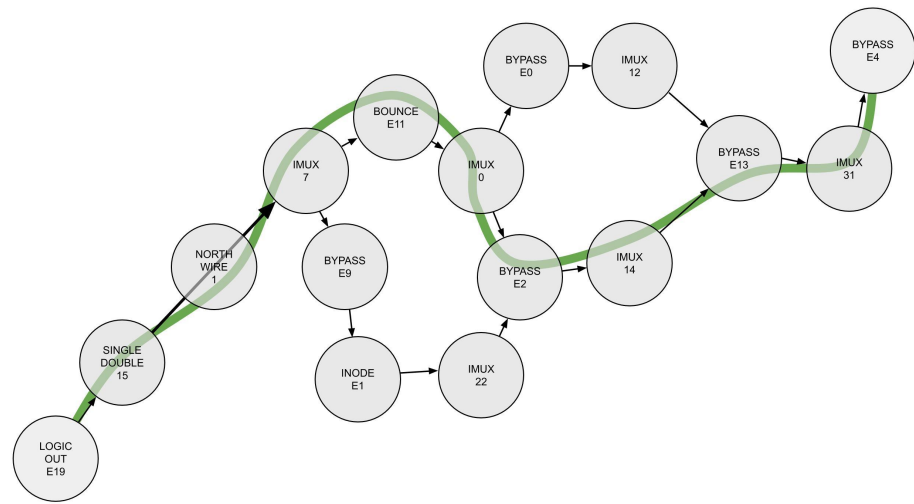 BYPASS
E4
BYPASS
E0
IMUX
12
BOUNCE
E11
IMUX
7
IMUX
0
BYPASS
E13
IMUX
31
NORTH
WIRE
1
BYPASS
E9
BYPASS
E2
IMUX
14
SINGLE
DOUBLE
15
INODE
E1
IMUX
22
LOGIC
OUT
E19